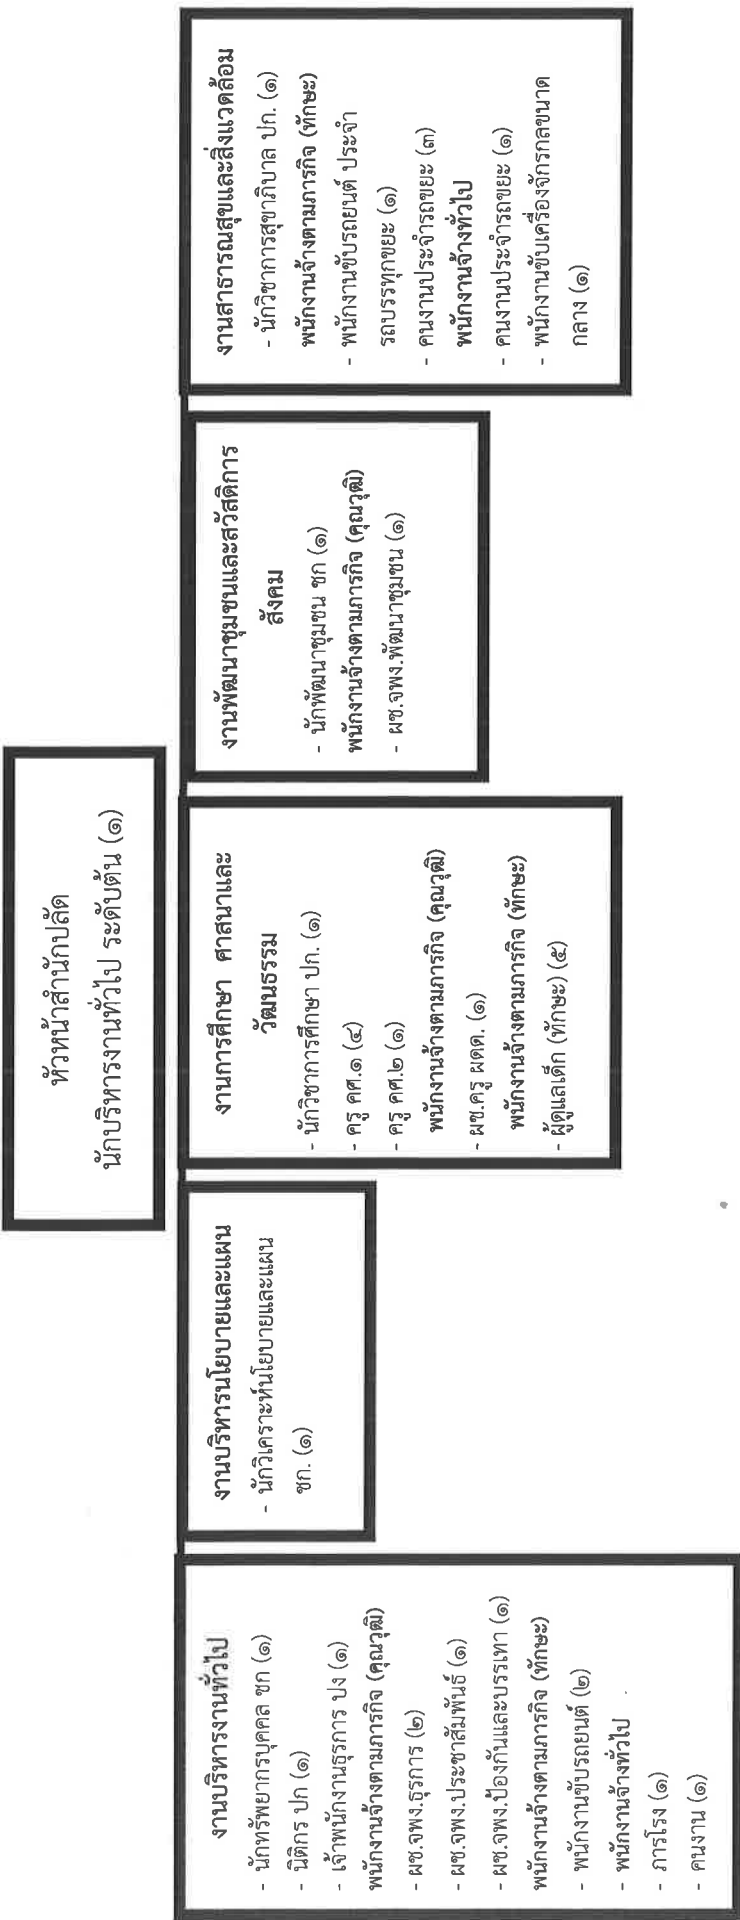 หัวหน้าสำนักปลัด
นักบริหารงานทั่วไป ระดับต้น (๑)
งานบริหารงานทั่วไป
- นักทรัพยากรบุคคล ชก (๑)
- นิติกร ปก (๑)
- เจ้าพนักงานธุรการ ปง (๑)
พนักงานจ้างตามภารกิจ (คุณวุฒิ)
- ผช.จพง.ธุรการ (๒)
- ผช.จพง.ประชาสัมพันธ์ (๑)
- ผช.จพง.ป้องกันและบรรเทา (๑)
พนักงานจ้างตามภารกิจ (ทักษะ)
- พนักงานขับรถยนต์ (๒)
- พนักงานจ้างทั่วไป
- ภารโรง (๑)
- คนงาน (๑)
งานบริหารนโยบายและแผน
- นักวิเคราะห์นโยบายและแผน
ชก. (๑)
งานการศึกษา ศาสนาและ
วัฒนธรรม
- นักวิชาการศึกษา ปก. (๑)
- ครู คศ.๑ (๔)
- ครู คศ.๒ (๑)
พนักงานจ้างตามภารกิจ (คุณวุฒิ)
- ผช.ครู ผดด. (๑)
พนักงานจ้างตามภารกิจ (ทักษะ)
- ผู้ดูแลเด็ก (ทักษะ) (๕)
งานพัฒนาชุมชนและสวัสดิการ
สังคม
- นักพัฒนาชุมชน ชก (๑)
พนักงานจ้างตามภารกิจ (คุณวุฒิ)
- ผช.จพง.พัฒนาชุมชน (๑)
งานสาธารณสุขและสิ่งแวดล้อม
- นักวิชาการสุขาภิบาล ปก. (๑)
พนักงานจ้างตามภารกิจ (ทักษะ)
- พนักงานขับรถยนต์ ประจำ
รถบรรทุกขยะ (๑)
- คนงานประจำรถขยะ (๓)
พนักงานจ้างทั่วไป
- คนงานประจำรถขยะ (๑)
- พนักงานขับเครื่องจักรกลขนาด
กลาง (๑)